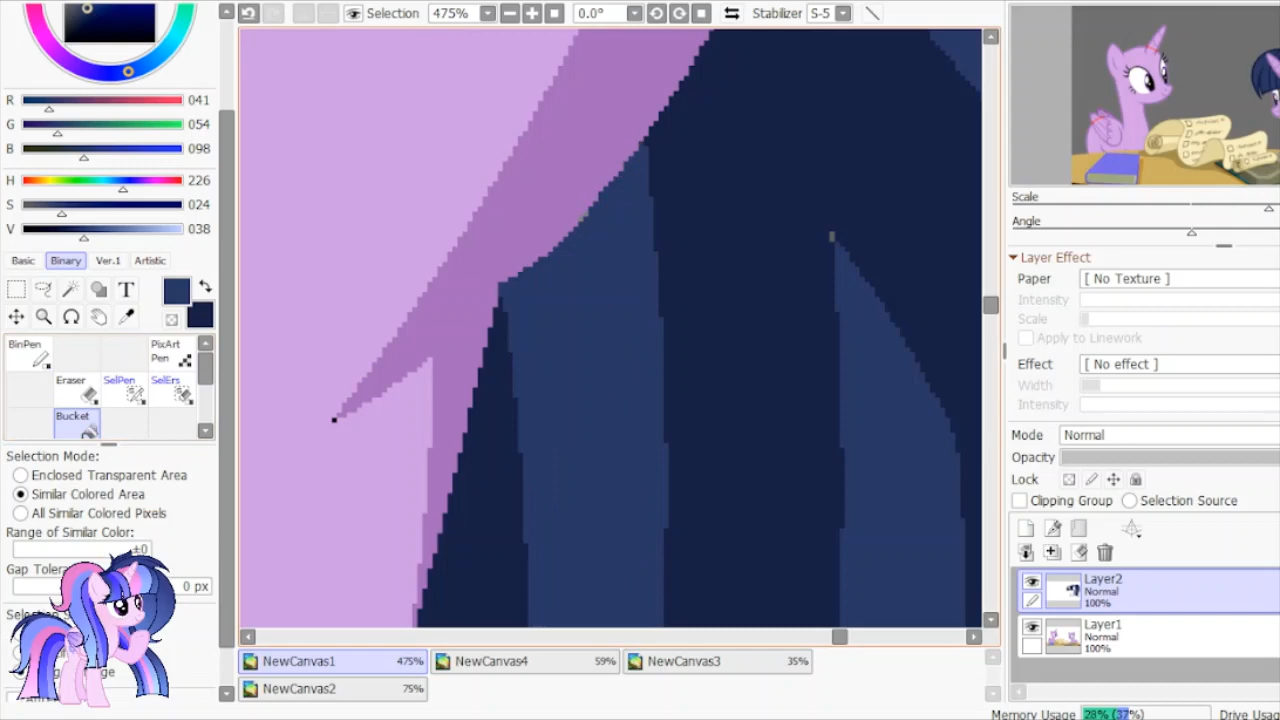 Selection 475% 0.0° Stabilizer S-5
R 041
G 054
B 098
H 226
S 024
V 038
Basic Binary Ver.1 Artistic
T
BinPen PixArt Pen
Eraser SelPen SelErs
Bucket
Selection Mode:
Enclosed Transparent Area
Similar Colored Area
All Similar Colored Pixels
Range of Similar Color:
±0
0 px
NewCanvas1 475% NewCanvas4 59% NewCanvas3 35%
NewCanvas2 75%
Scale
Angle
Layer Effect
Paper [ No Texture ]
Intensity
Scale
Apply to Linework
Effect [ No effect ]
Width
Intensity
Mode Normal
Opacity
Lock
Clipping Group Selection Source
Layer2
Normal
100%
Layer1
Normal
100%
Memory Usage 28% (37%) Drive Usa